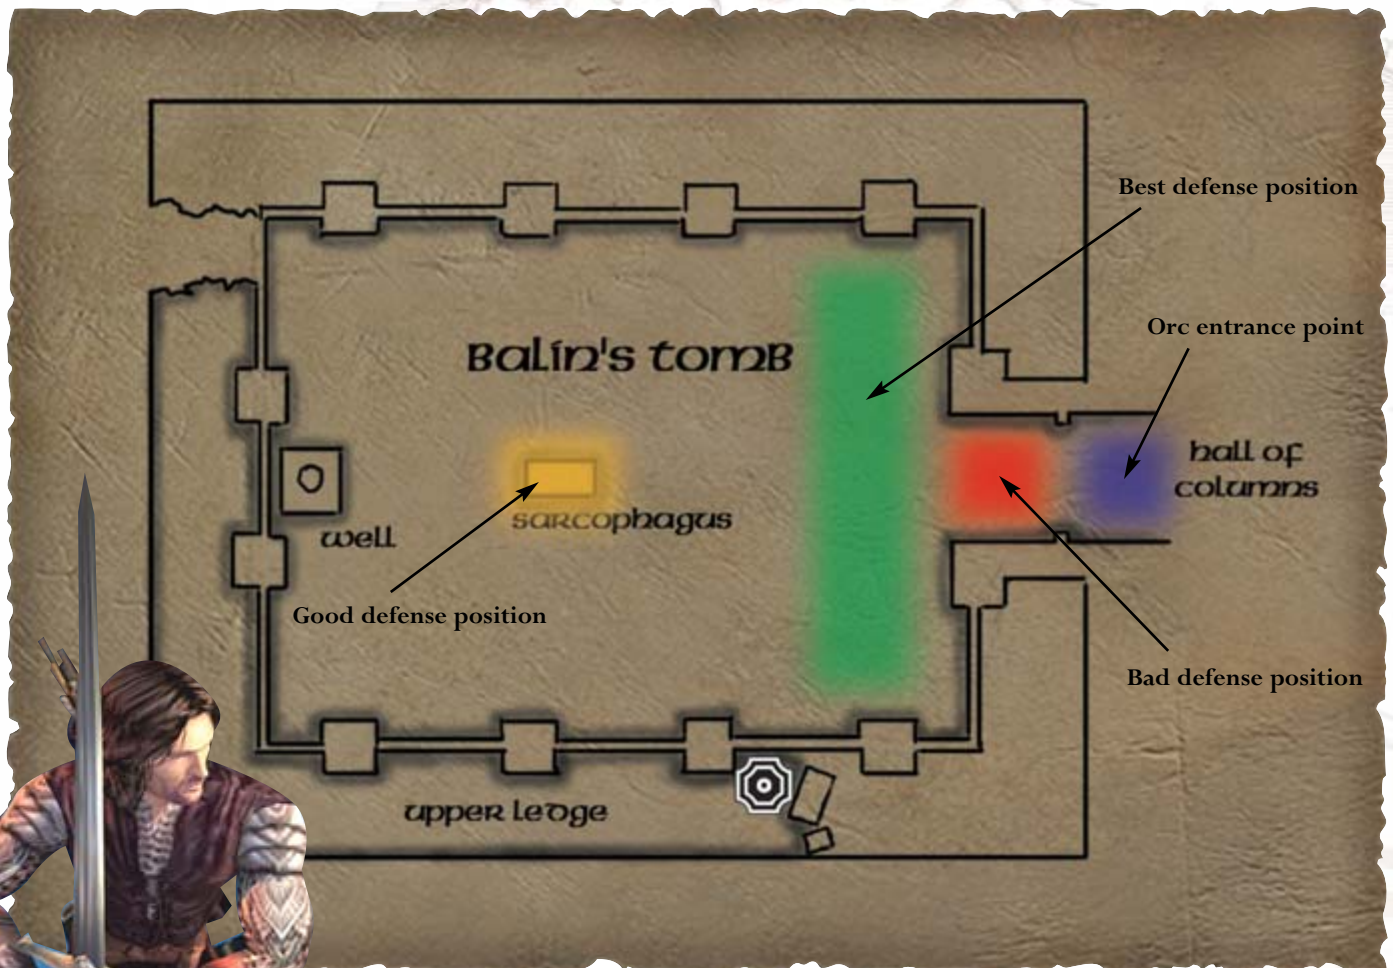 Best defense position
Orc entrance point
Balin's tomb
hall of
columns
sarcophagus
well
Good defense position
Bad defense position
upper ledge